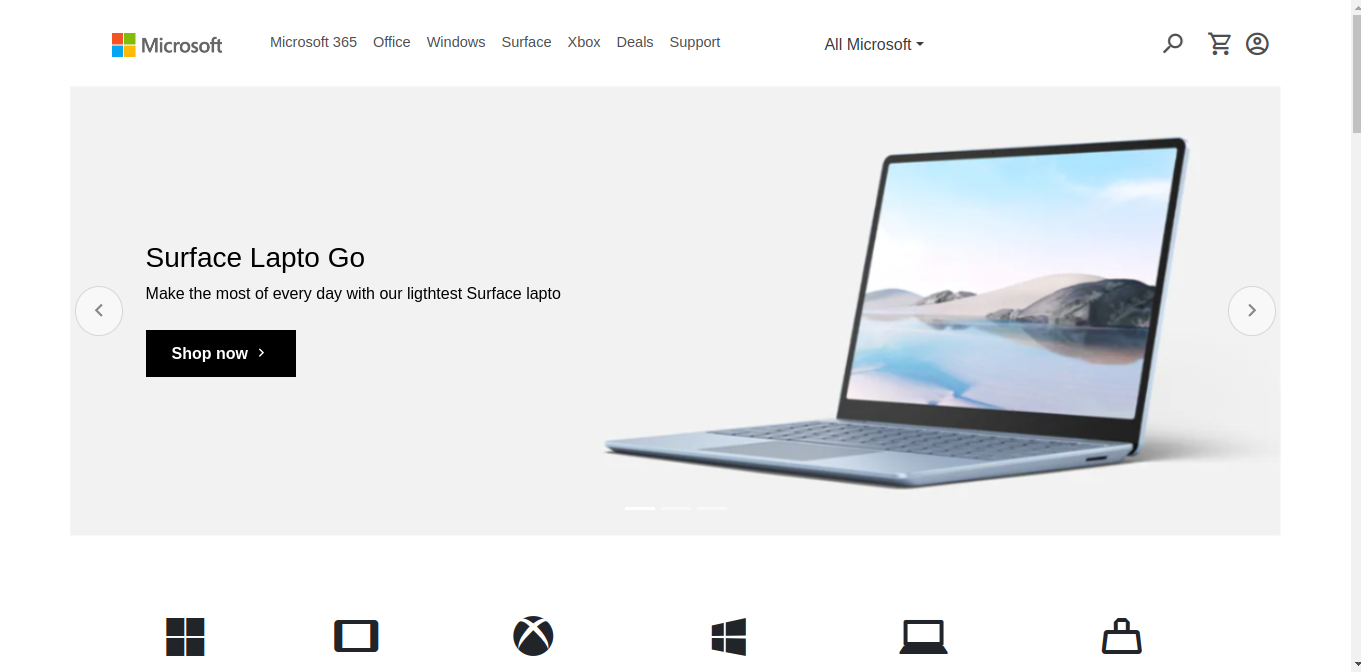 Microsoft
Microsoft 365 Office Windows Surface Xbox Deals Support
All Microsoft
Surface Lapto Go
Make the most of every day with our ligthtest Surface lapto
Shop now